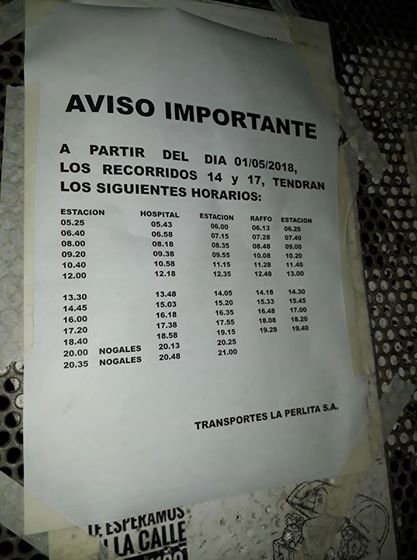 AVISO IMPORTANTE
A PARTIR DEL DIA 01/05/2018,
LOS RECORRIDOS 14 y 17, TENDRAN
LOS SIGUIENTES HORARIOS:
ESTACION HOSPITAL ESTACION RAFFO ESTACION
05.25 05.43 06.00 06.13 06.25
06.40 06.58 07.15 07.28 07.40
08.00 08.18 08.35 08.48 09.00
09.20 09.38 09.55 10.08 10.20
10.40 10.58 11.15 11.28 11.40
12.00 12.18 12.35 12.48 13.00
13.30 13.48 14.05 14.18 14.30
14.45 15.03 15.20 15.33 15.45
16.00 16.18 16.35 16.48 17.00
17.20 17.38 17.55 18.08 18.20
18.40 18.58 19.15 19.28 19.40
20.00 NOGALES 20.13 20.25
20.35 NOGALES 20.48 21.00
TRANSPORTES LA PERLITA S.A.
TE ESPERAMOS
LA CALLE